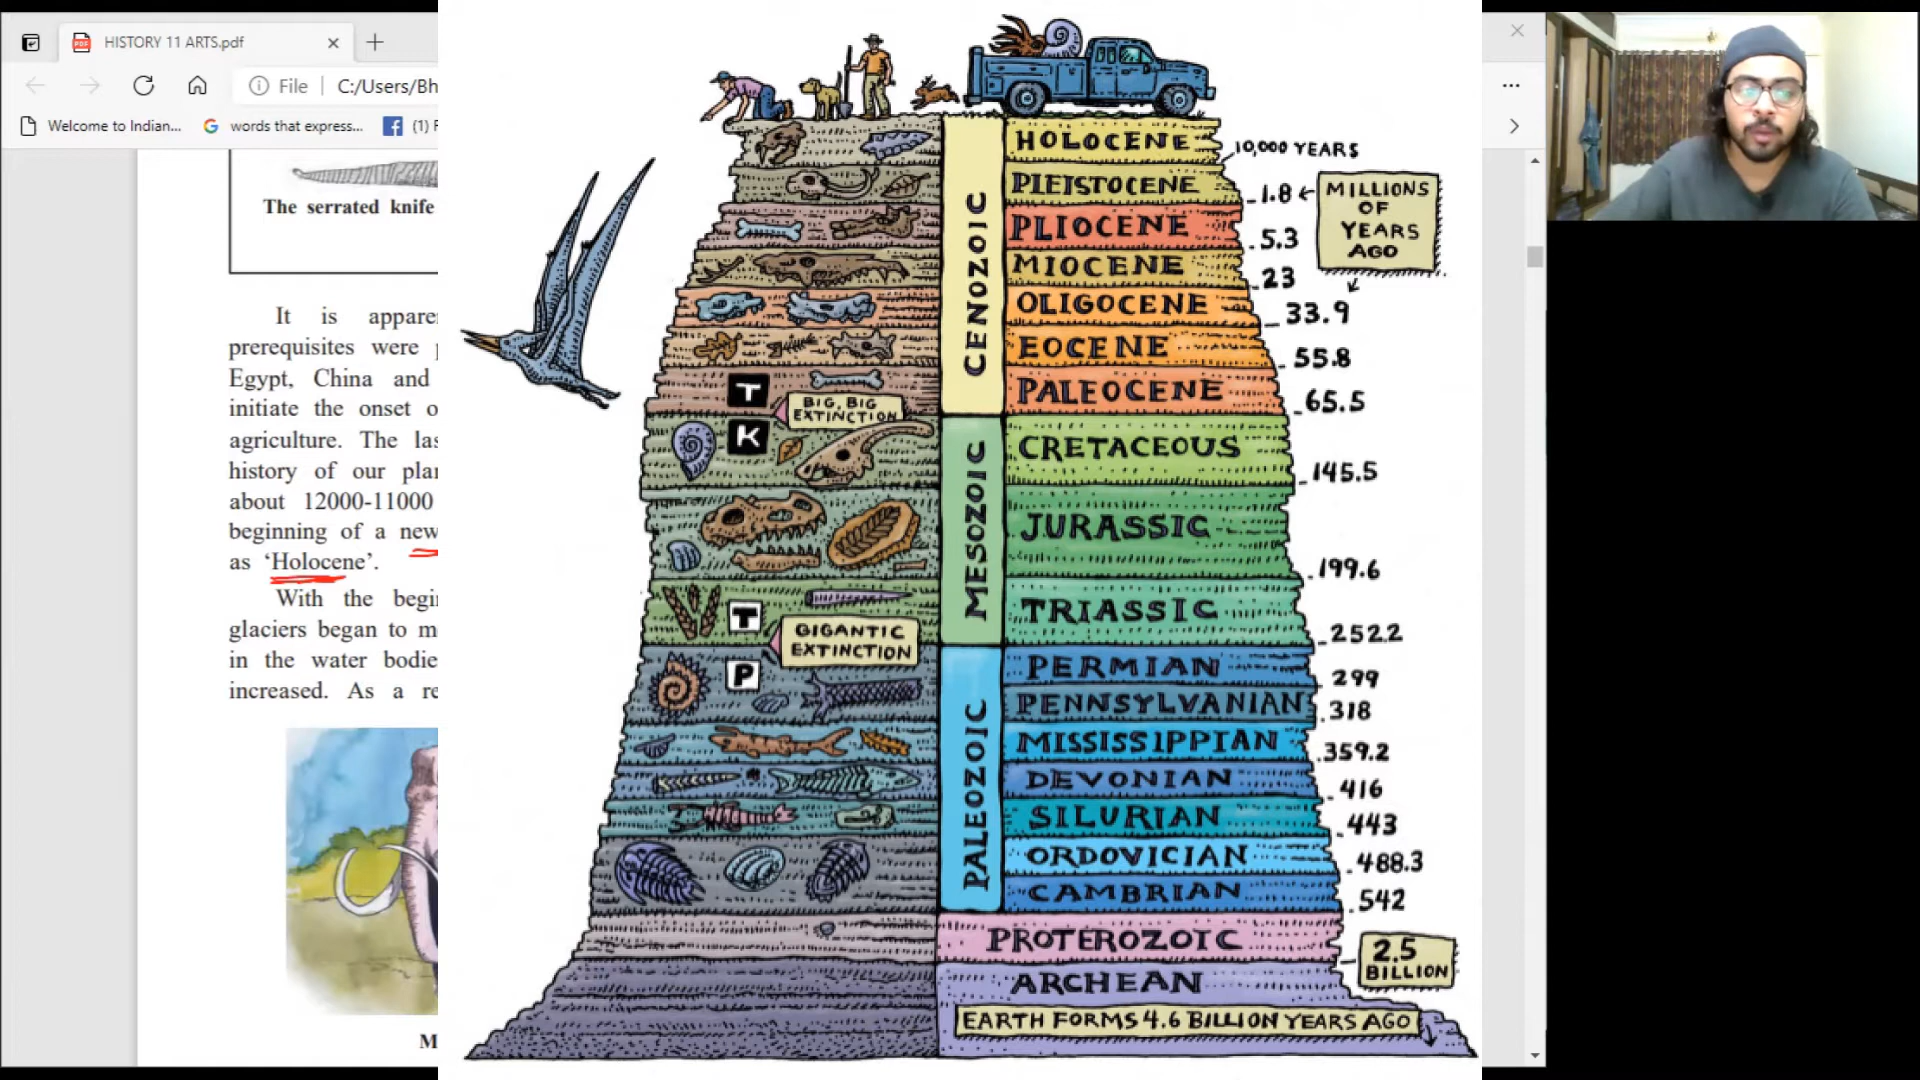 HISTORY 11 ARTS.pdf
File
C:/Users/Bh
Welcome to Indian...
words that express...
(1) F
The serrated knife
It is appare
prerequisites were p
Egypt, China and
initiate the onset o
agriculture. The las
history of our plan
about 12000-11000
beginning of a new
as ‘Holocene’.
With the begin
glaciers began to m
in the water bodie
increased. As a re
M
CENOZOIC
HOLOCENE
10,000 YEARS
PLEISTOCENE
1.8
MILLIONS
OF
YEARS
AGO
PLIOCENE
5.3
MIOCENE
23
OLIGOCENE
33.9
EOCENE
55.8
PALEOCENE
65.5
T
BIG, BIG
EXTINCTION
K
MESOZOIC
CRETACEOUS
145.5
JURASSIC
199.6
TRIASSIC
252.2
T
GIGANTIC
EXTINCTION
P
PALEOZOIC
PERMIAN
299
PENNSYLVANIAN
318
MISSISSIPPIAN
359.2
DEVONIAN
416
SILURIAN
443
ORDOVICIAN
488.3
CAMBRIAN
542
PROTEROZOIC
2.5
BILLION
ARCHEAN
EARTH FORMS 4.6 BILLION YEARS AGO